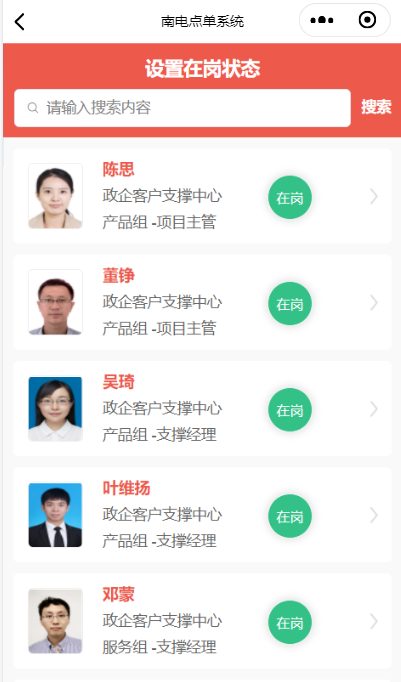 南电点单系统
设置在岗状态
请输入搜索内容
搜索
陈思
政企客户支撑中心
在岗
产品组 -项目主管
董铮
政企客户支撑中心
在岗
产品组 -项目主管
吴琦
政企客户支撑中心
在岗
产品组 -支撑经理
叶维扬
政企客户支撑中心
在岗
产品组 -支撑经理
邓蒙
政企客户支撑中心
在岗
服务组 -支撑经理